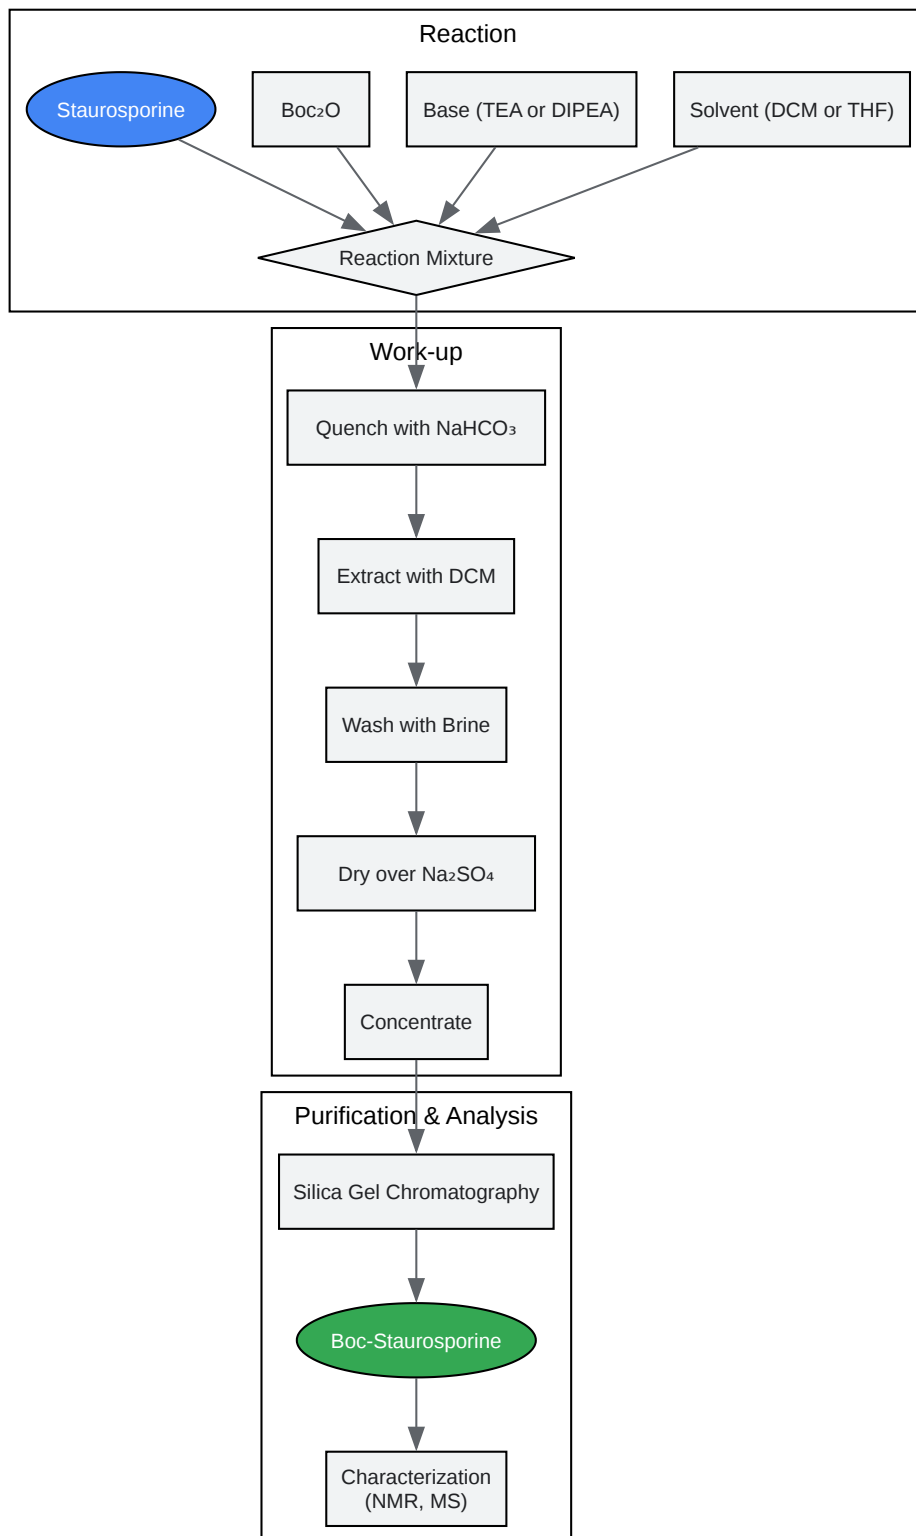 Reaction
Staurosporine
Boc₂O
Base (TEA or DIPEA)
Solvent (DCM or THF)
Reaction Mixture
Work-up
Quench with NaHCO₃
Extract with DCM
Wash with Brine
Dry over Na₂SO₄
Concentrate
Purification & Analysis
Silica Gel Chromatography
Boc-Staurosporine
Characterization
(NMR, MS)